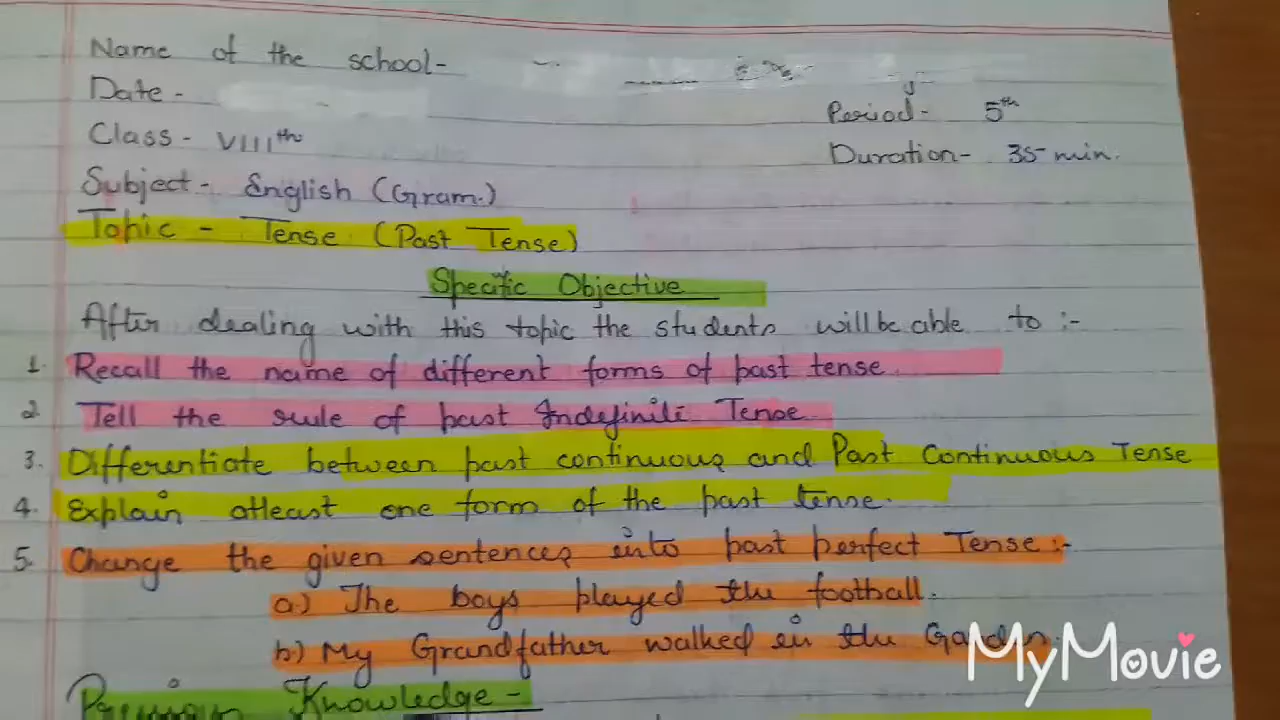 Name of the school-
Date -
Period- 5th
Class - VIIIth
Duration- 35 min.
Subject - English (Gram.)
Topic - Tense (Past Tense)
Specific Objective
After dealing with this topic the students will be able to :-
1. Recall the name of different forms of past tense.
2. Tell the rule of past Indefinite Tense
3. Differentiate between past continuous and Past Continuous Tense
4. Explain atleast one form of the past tense.
5. Change the given sentences into past perfect Tense :-
a.) The boys played the football.
b) My Grandfather walked in the Garden.
Previous Knowledge -
MyMovie